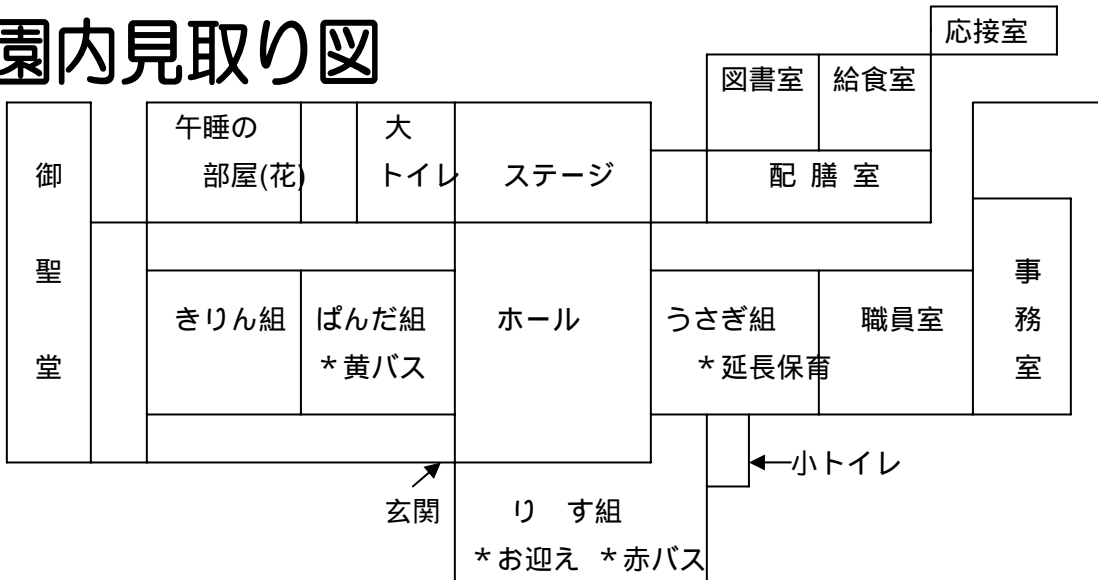 園内見取り図
応接室
図書室
給食室
午睡の
部屋(花)
大
トイレ
ステージ
配膳室
御聖堂
きりん組
ぱんだ組
*黄バス
ホール
うさぎ組
*延長保育
職員室
事務室
小トイレ
玄関
りす組
*お迎え *赤バス